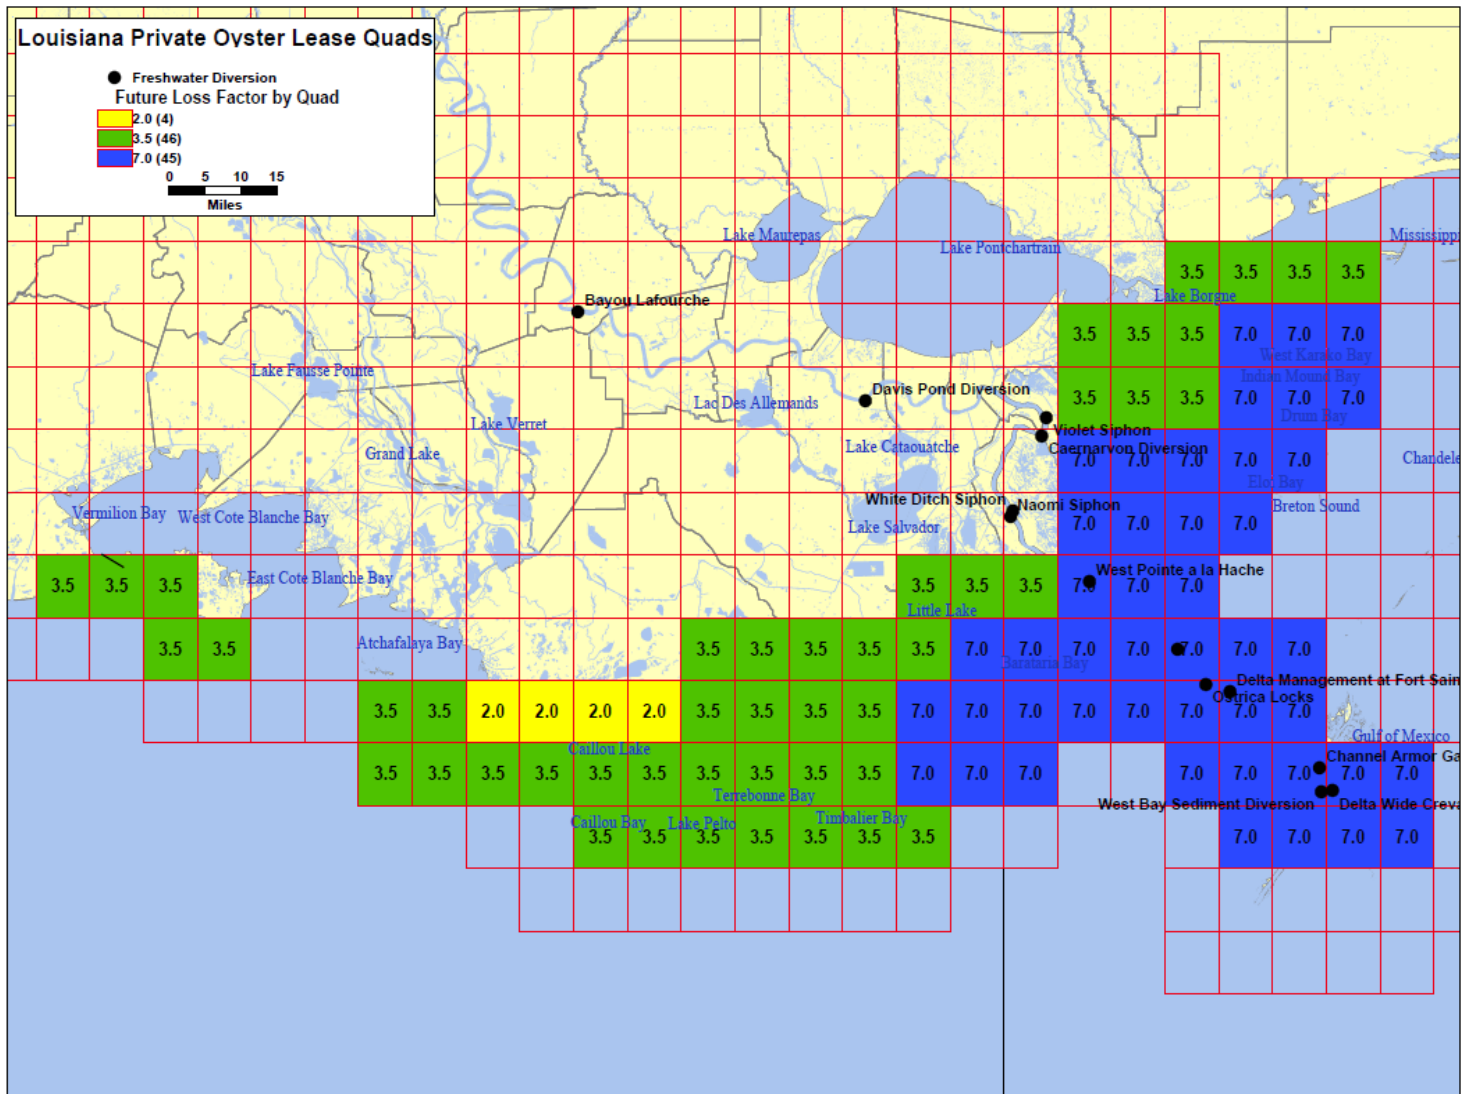 Louisiana Private Oyster Lease Quads
Freshwater Diversion
Future Loss Factor by Quad
2.0 (4)
3.5 (46)
7.0 (45)
0 5 10 15
Miles
Lake Maurepas
Lake Pontchartrain
Mississipp
3.5 3.5 3.5 3.5
Lake Borgne
Bayou Lafourche
3.5 3.5 3.5 7.0 7.0 7.0
West Karako Bay
Lake Fausse Pointe
Indian Mound Bay
Davis Pond Diversion
3.5 3.5 3.5 7.0 7.0 7.0
Lac Des Allemands
Drum Bay
Lake Verret
Violet Siphon
Lake Cataouatche
Caernarvon Diversion
Grand Lake
7.0 7.0 7.0 7.0 7.0
Chandele
Eloi Bay
White Ditch Siphon
Naomi Siphon
Breton Sound
Vermilion Bay
West Cote Blanche Bay
Lake Salvador
7.0 7.0 7.0 7.0
West Pointe a la Hache
East Cote Blanche Bay
3.5 3.5 3.5 3.5 3.5 3.5 7.0 7.0 7.0
Little Lake
Atchafalaya Bay
3.5 3.5 3.5 3.5 3.5 3.5 3.5 7.0 7.0 7.0 7.0 7.0 7.0 7.0
Barataria Bay
Delta Management at Fort Sain
Ostrica Locks
3.5 3.5 2.0 2.0 2.0 2.0 3.5 3.5 3.5 3.5 7.0 7.0 7.0 7.0 7.0 7.0 7.0 7.0
Gulf of Mexico
Caillou Lake
Channel Armor Ga
3.5 3.5 3.5 3.5 3.5 3.5 3.5 3.5 3.5 3.5 7.0 7.0 7.0 7.0 7.0 7.0 7.0 7.0
Terrebonne Bay
West Bay Sediment Diversion
Delta Wide Creva
Caillou Bay
Lake Pelto
Timbalier Bay
3.5 3.5 3.5 3.5 3.5 3.5 3.5 7.0 7.0 7.0 7.0